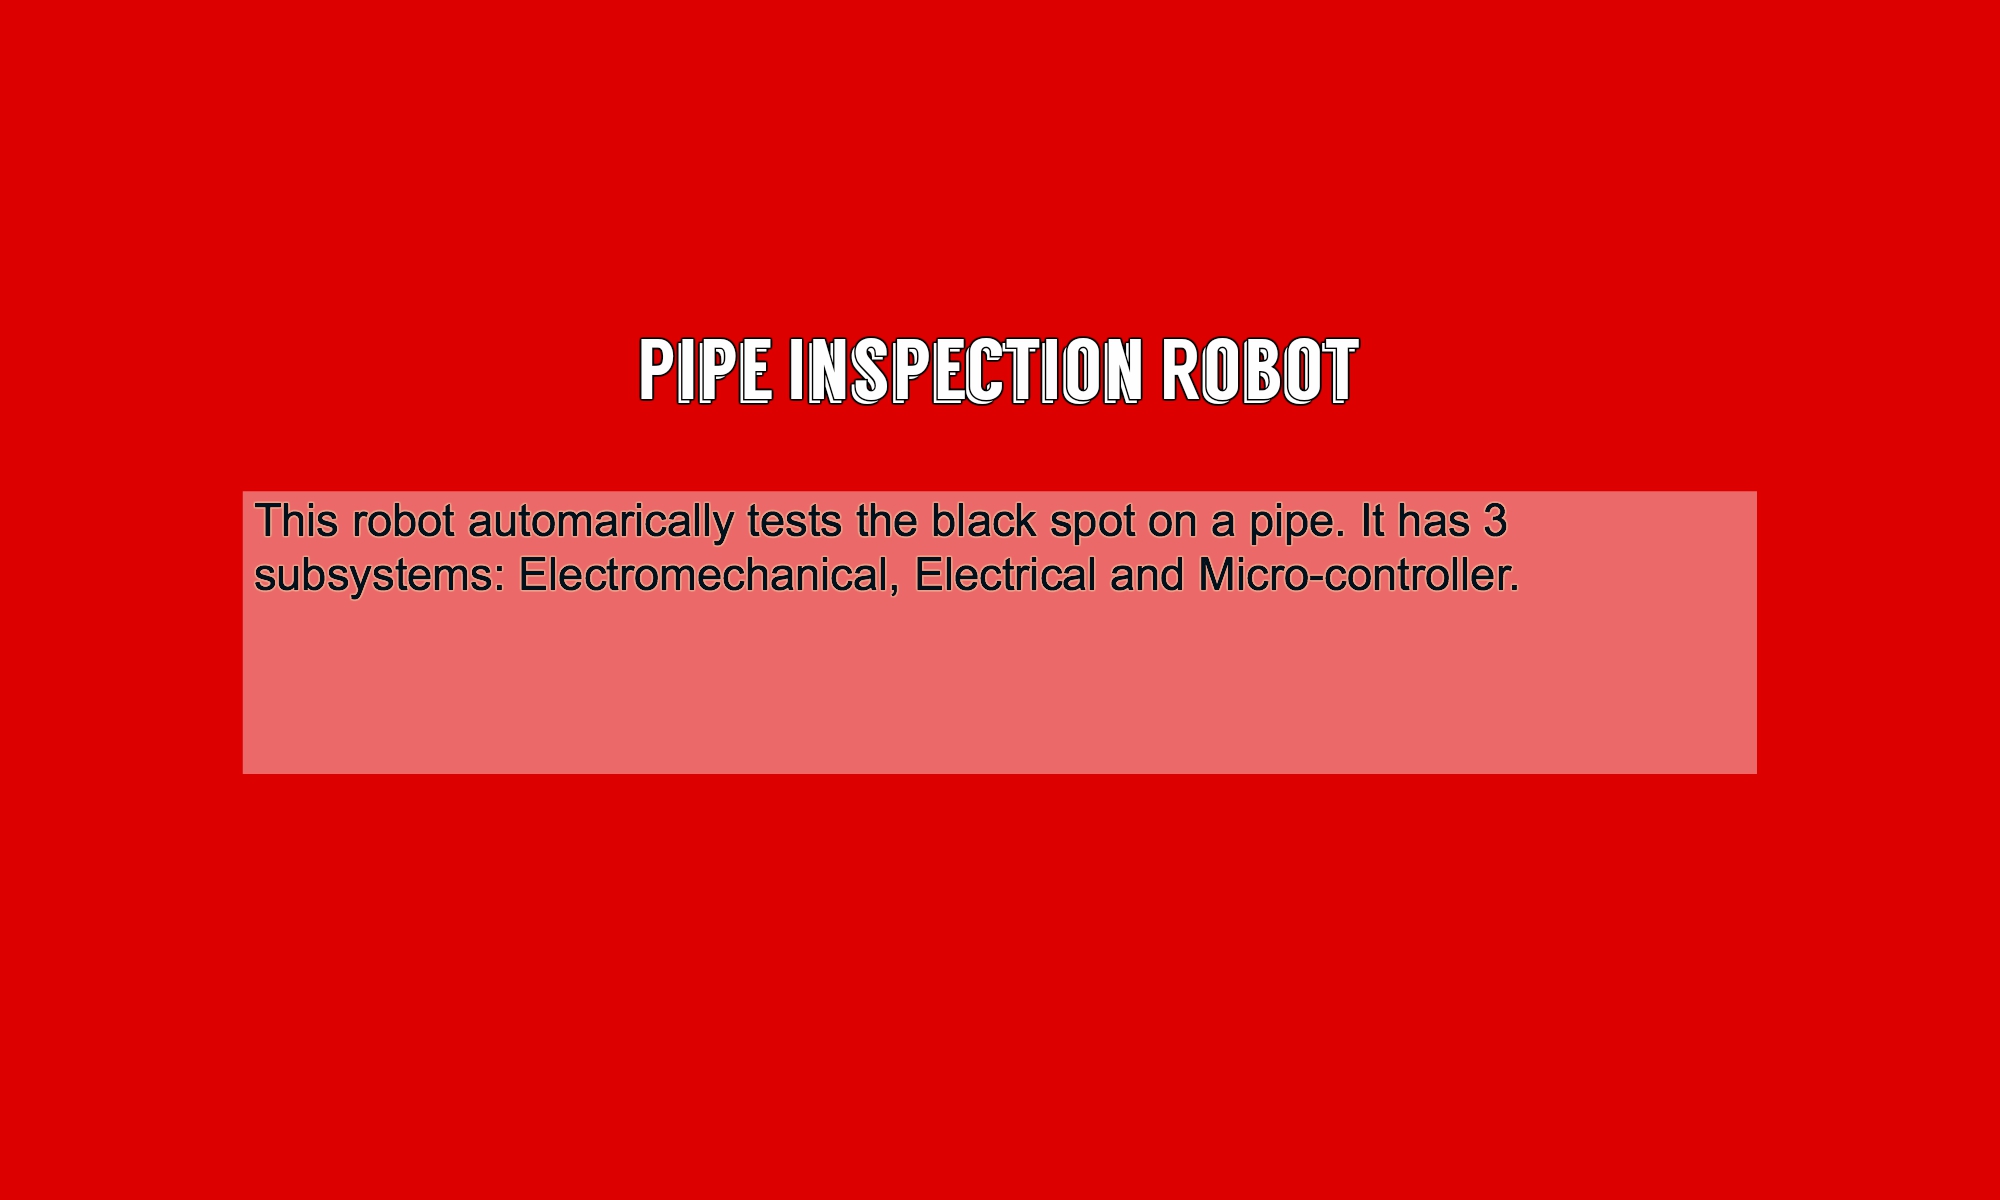 PIPE INSPECTION ROBOT
This robot automarically tests the black spot on a pipe. It has 3
subsystems: Electromechanical, Electrical and Micro-controller.